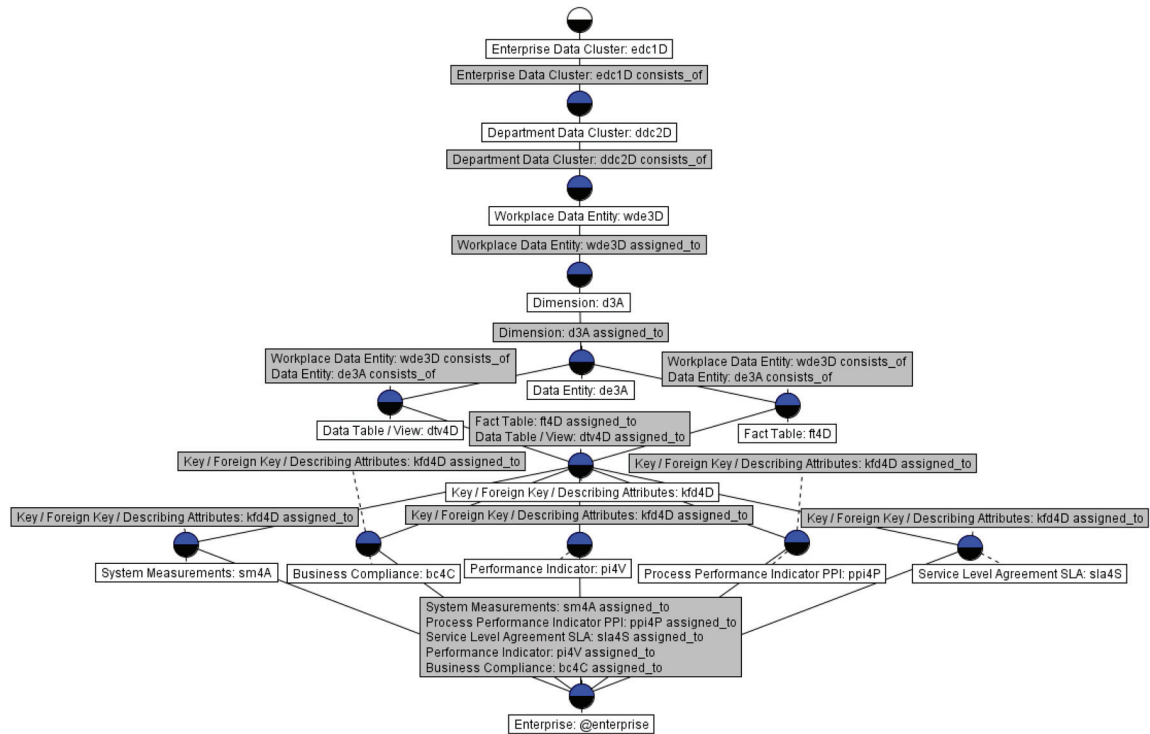 Enterprise Data Cluster: edc1D
Enterprise Data Cluster: edc1D consists_of
Department Data Cluster: ddc2D
Department Data Cluster: ddc2D consists_of
Workplace Data Entity: wde3D
Workplace Data Entity: wde3D assigned_to
Dimension: d3A
Dimension: d3A assigned_to
Workplace Data Entity: wde3D consists_of
Data Entity: de3A consists_of
Workplace Data Entity: wde3D consists_of
Data Entity: de3A consists_of
Data Entity: de3A
Data Table / View: dtv4D
Fact Table: ft4D assigned_to
Data Table / View: dtv4D assigned_to
Fact Table: ft4D
Key / Foreign Key / Describing Attributes: kfd4D assigned_to
Key / Foreign Key / Describing Attributes: kfd4D assigned_to
Key / Foreign Key / Describing Attributes: kfd4D
Key / Foreign Key / Describing Attributes: kfd4D assigned_to
Key / Foreign Key / Describing Attributes: kfd4D assigned_to
Key / Foreign Key / Describing Attributes: kfd4D assigned_to
System Measurements: sm4A
Business Compliance: bc4C
Performance Indicator: pi4V
Process Performance Indicator PPI: ppi4P
Service Level Agreement SLA: sla4S
System Measurements: sm4A assigned_to
Process Performance Indicator PPI: ppi4P assigned_to
Service Level Agreement SLA: sla4S assigned_to
Performance Indicator: pi4V assigned_to
Business Compliance: bc4C assigned_to
Enterprise: @enterprise